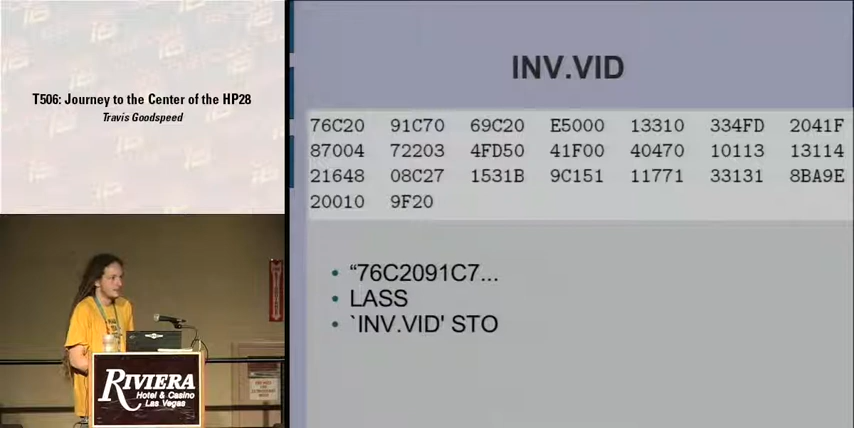 T506: Journey to the Center of the HP28
Travis Goodspeed
INV.VID
76C20 91C70 69C20 E5000 13310 334FD 2041F
87004 72203 4FD50 41F00 40470 10113 13114
21648 08C27 1531B 9C151 11771 33131 8BA9E
20010 9F20
• “76C2091C7...
• LASS
• `INV.VID' STO
RIVIERA
Hotel & Casino
Las Vegas